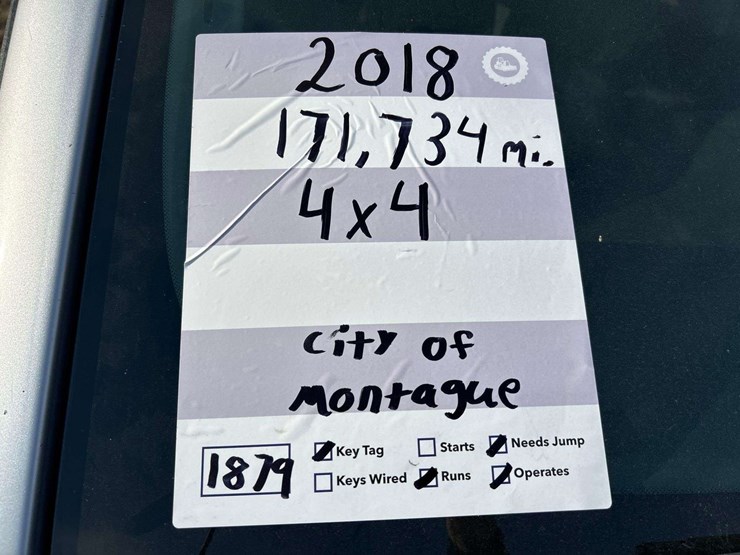 2018
171,734 mi.
4x4
city of
Montague
1879
Key Tag Starts Needs Jump
Keys Wired Runs Operates